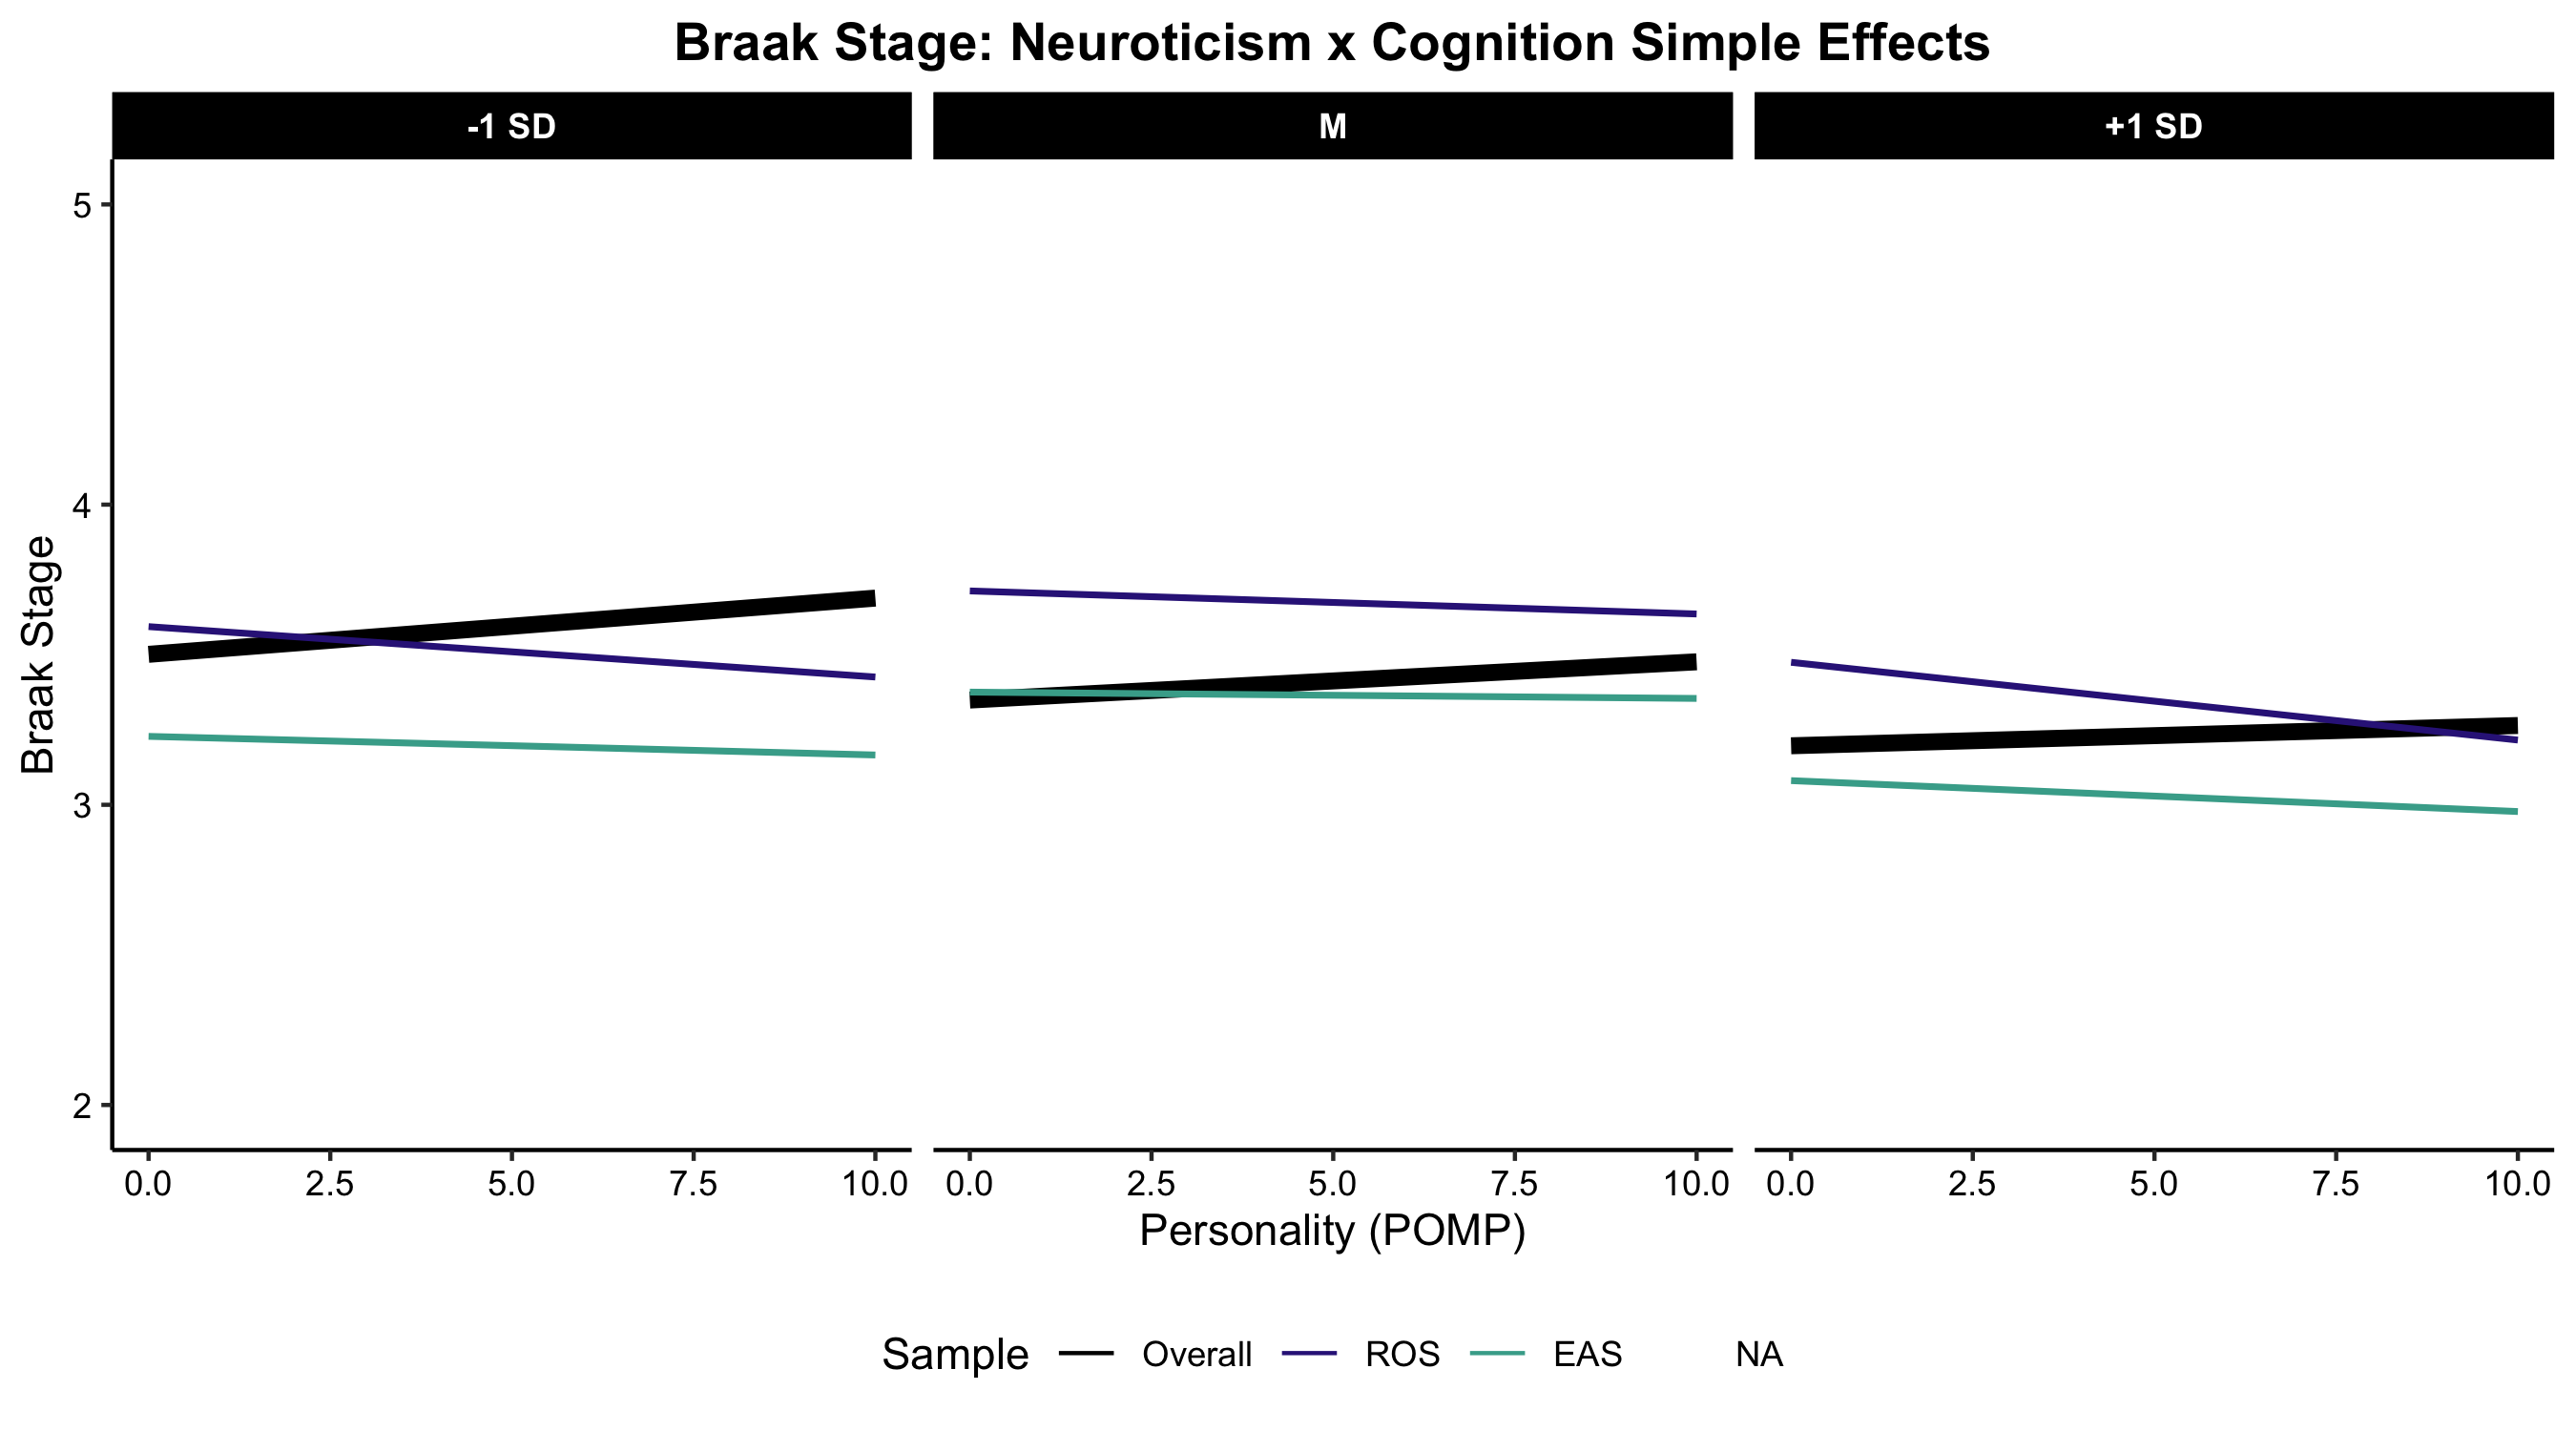 Braak Stage: Neuroticism x Cognition Simple Effects
-1 SD
M
+1 SD
Braak Stage
5
4
3
2
0.0 2.5 5.0 7.5 10.0 0.0 2.5 5.0 7.5 10.0 0.0 2.5 5.0 7.5 10.0
Personality (POMP)
Sample Overall ROS EAS NA